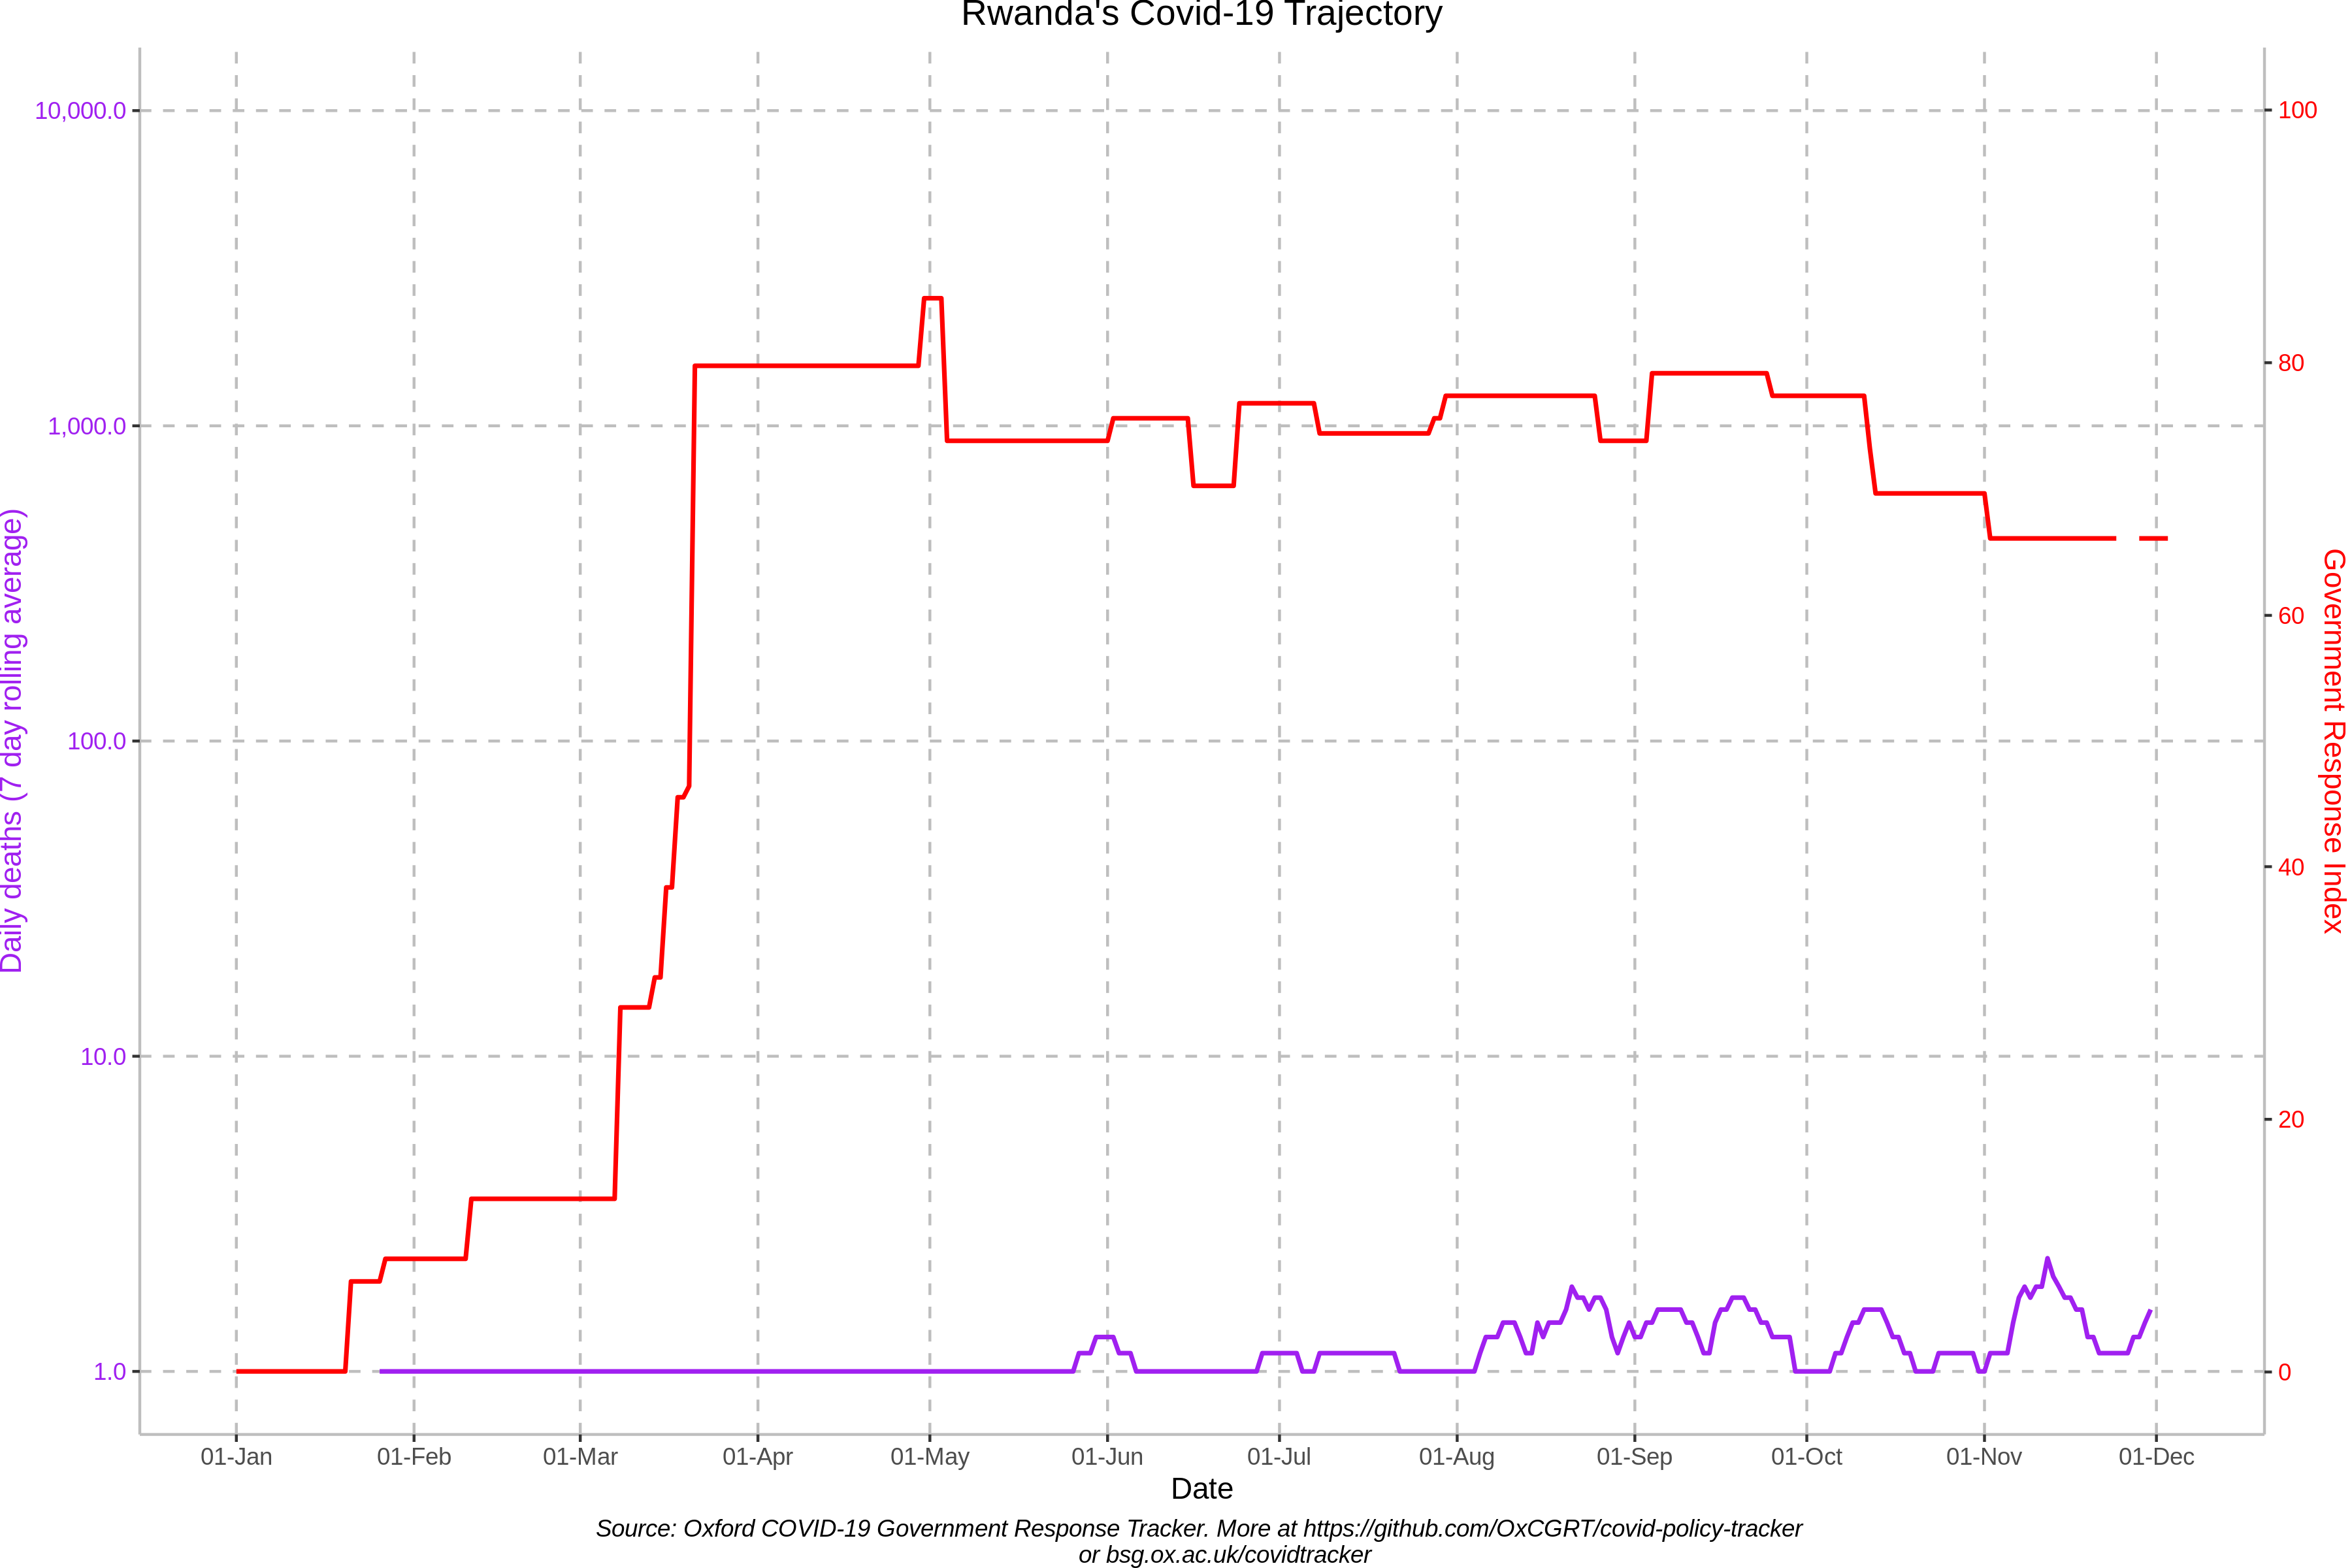 Rwanda's Covid-19 Trajectory
10,000.0
1,000.0
100.0
10.0
1.0
Daily deaths (7 day rolling average)
100
80
60
40
20
0
Government Response Index
01-Jan
01-Feb
01-Mar
01-Apr
01-May
01-Jun
01-Jul
01-Aug
01-Sep
01-Oct
01-Nov
01-Dec
Date
Source: Oxford COVID-19 Government Response Tracker. More at https://github.com/OxCGRT/covid-policy-tracker
or bsg.ox.ac.uk/covidtracker